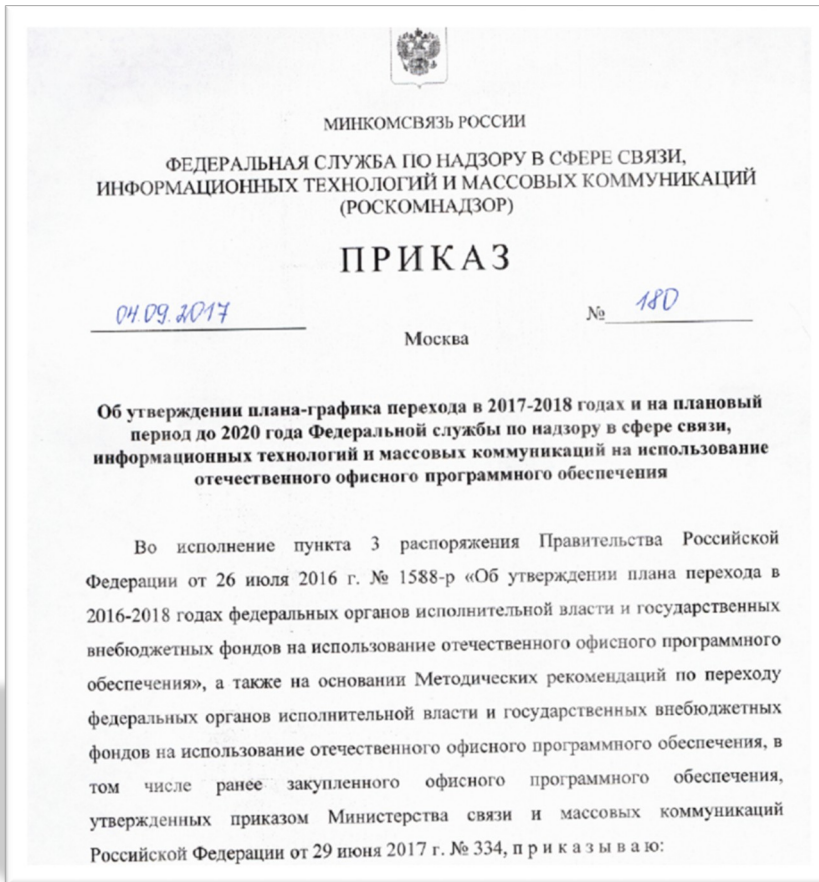 МИНКОМСВЯЗЬ РОССИИ
ФЕДЕРАЛЬНАЯ СЛУЖБА ПО НАДЗОРУ В СФЕРЕ СВЯЗИ,
ИНФОРМАЦИОННЫХ ТЕХНОЛОГИЙ И МАССОВЫХ КОММУНИКАЦИЙ
(РОСКОМНАДЗОР)
ПРИКАЗ
04.09.2017 № 180
Москва
Об утверждении плана-графика перехода в 2017-2018 годах и на плановый
период до 2020 года Федеральной службы по надзору в сфере связи,
информационных технологий и массовых коммуникаций на использование
отечественного офисного программного обеспечения
Во исполнение пункта 3 распоряжения Правительства Российской
Федерации от 26 июля 2016 г. № 1588-р «Об утверждении плана перехода в
2016-2018 годах федеральных органов исполнительной власти и государственных
внебюджетных фондов на использование отечественного офисного программного
обеспечения», а также на основании Методических рекомендаций по переходу
федеральных органов исполнительной власти и государственных внебюджетных
фондов на использование отечественного офисного программного обеспечения, в
том числе ранее закупленного офисного программного обеспечения,
утвержденных приказом Министерства связи и массовых коммуникаций
Российской Федерации от 29 июня 2017 г. № 334, п р и к а з ы в а ю: